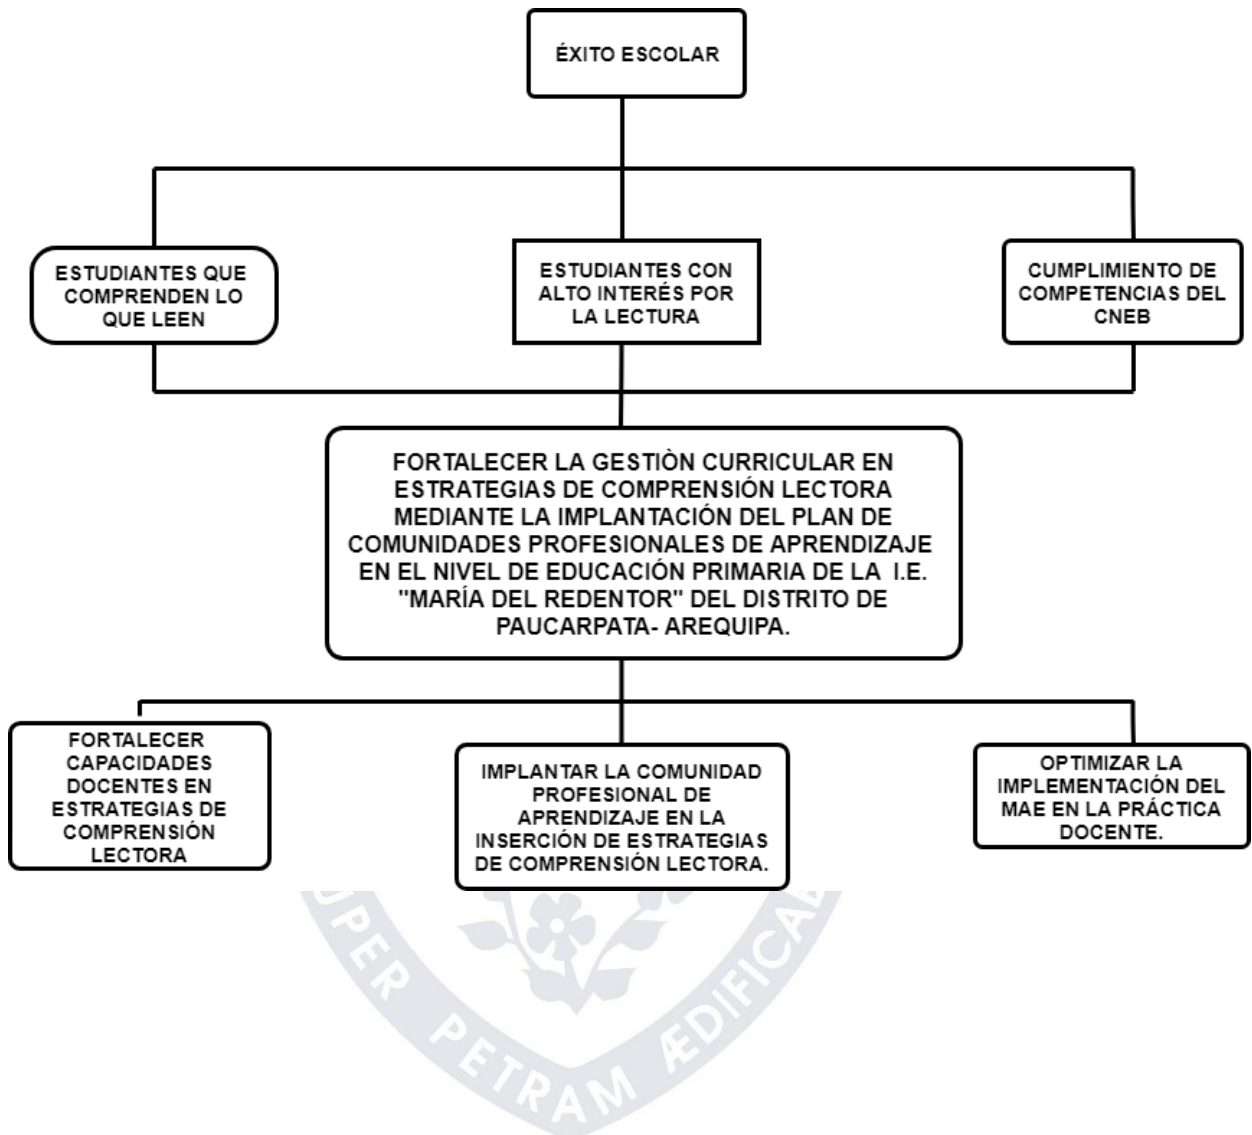 ÉXITO ESCOLAR
ESTUDIANTES QUE
COMPRENDEN LO
QUE LEEN
ESTUDIANTES CON
ALTO INTERÉS POR
LA LECTURA
CUMPLIMIENTO DE
COMPETENCIAS DEL
CNEB
FORTALECER LA GESTIÒN CURRICULAR EN
ESTRATEGIAS DE COMPRENSIÓN LECTORA
MEDIANTE LA IMPLANTACIÓN DEL PLAN DE
COMUNIDADES PROFESIONALES DE APRENDIZAJE
EN EL NIVEL DE EDUCACIÓN PRIMARIA DE LA I.E.
"MARÍA DEL REDENTOR" DEL DISTRITO DE
PAUCARPATA- AREQUIPA.
FORTALECER
CAPACIDADES
DOCENTES EN
ESTRATEGIAS DE
COMPRENSIÓN
LECTORA
IMPLANTAR LA COMUNIDAD
PROFESIONAL DE
APRENDIZAJE EN LA
INSERCIÓN DE ESTRATEGIAS
DE COMPRENSIÓN LECTORA.
OPTIMIZAR LA
IMPLEMENTACIÓN DEL
MAE EN LA PRÁCTICA
DOCENTE.
PETRAM